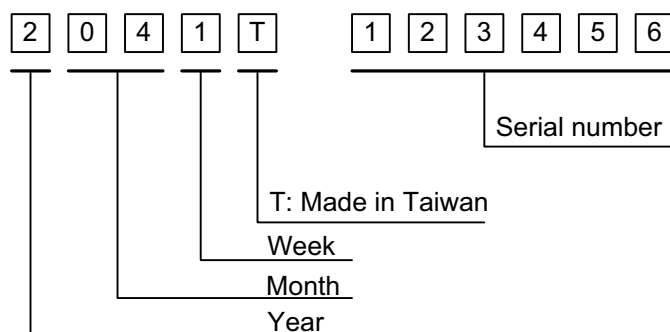 2 0 4 1 T 1 2 3 4 5 6
Serial number
T: Made in Taiwan
Week
Month
Year